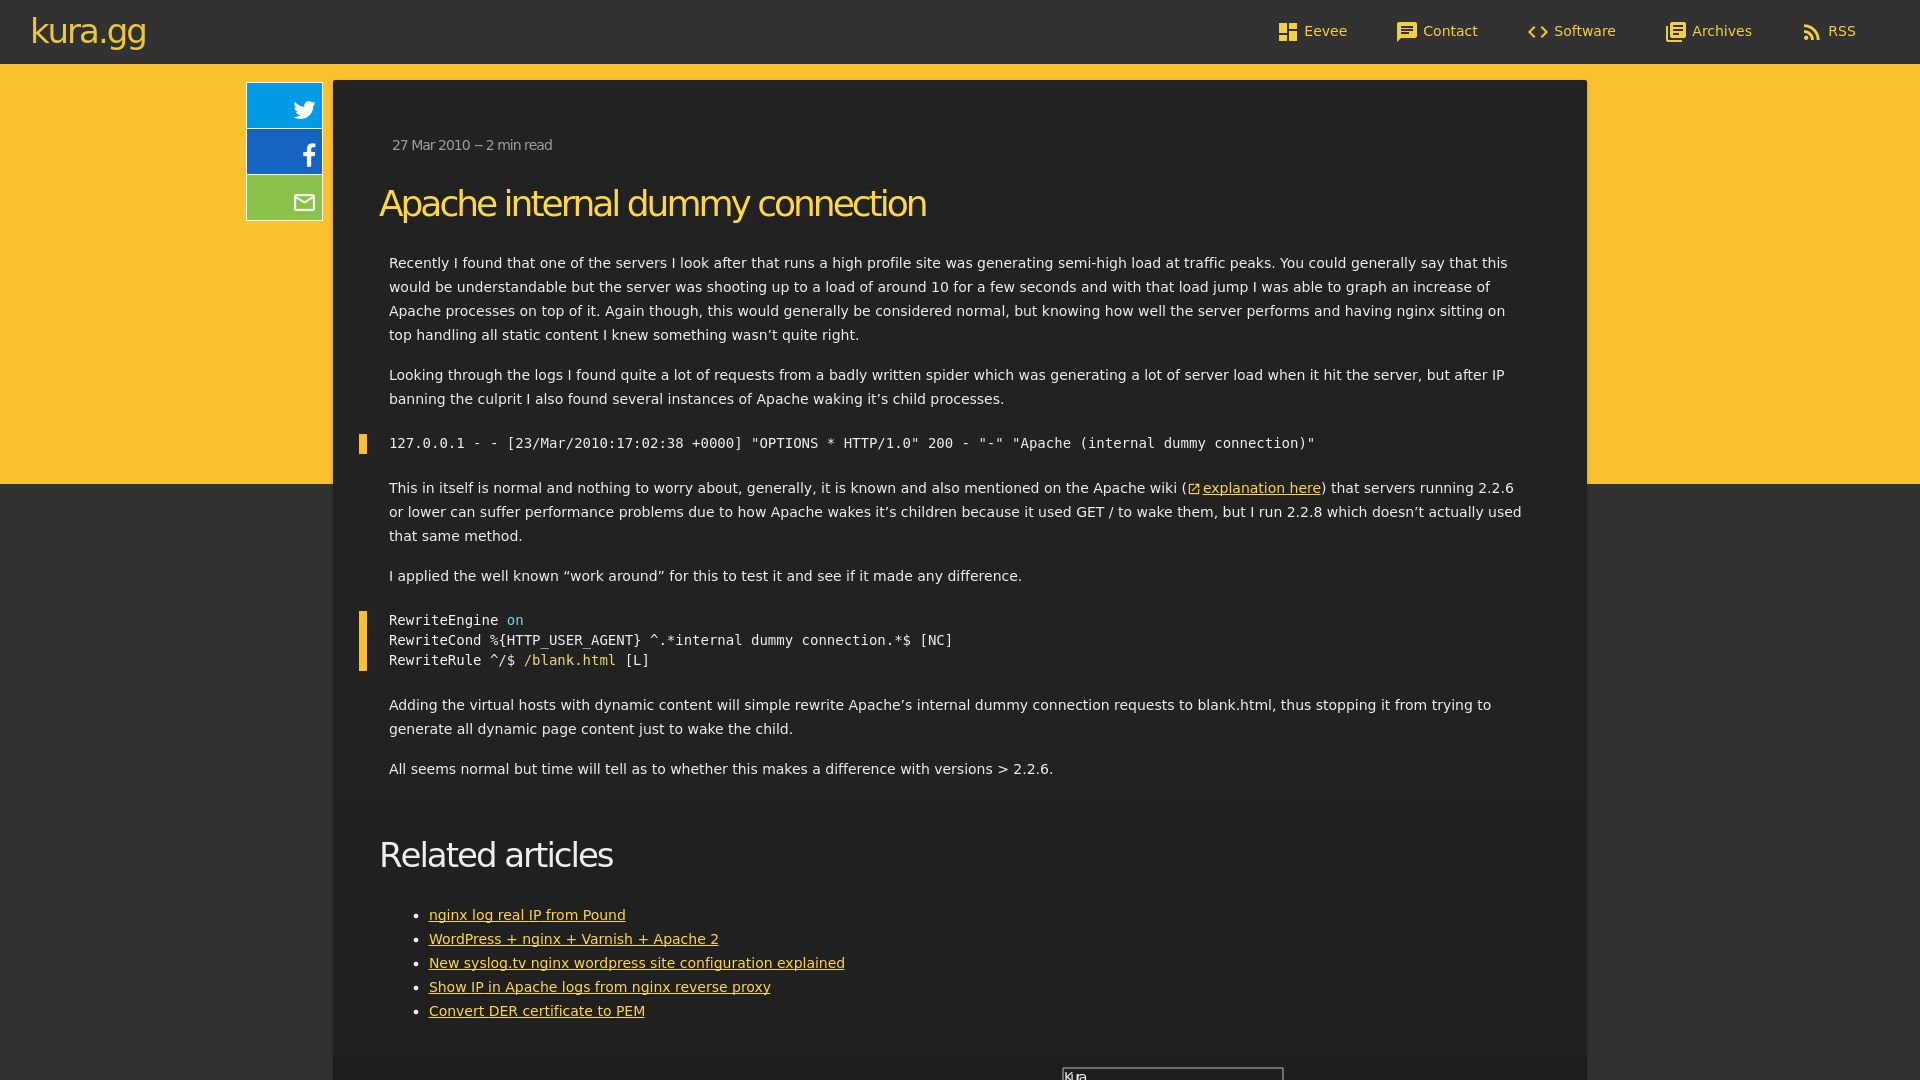 kura.gg
Eevee
Contact
Software
Archives
RSS
27 Mar 2010 – 2 min read
Apache internal dummy connection
Recently I found that one of the servers I look after that runs a high profile site was generating semi-high load at traffic peaks. You could generally say that this
would be understandable but the server was shooting up to a load of around 10 for a few seconds and with that load jump I was able to graph an increase of
Apache processes on top of it. Again though, this would generally be considered normal, but knowing how well the server performs and having nginx sitting on
top handling all static content I knew something wasn’t quite right.
Looking through the logs I found quite a lot of requests from a badly written spider which was generating a lot of server load when it hit the server, but after IP
banning the culprit I also found several instances of Apache waking it’s child processes.
127.0.0.1 - - [23/Mar/2010:17:02:38 +0000] "OPTIONS * HTTP/1.0" 200 - "-" "Apache (internal dummy connection)"
This in itself is normal and nothing to worry about, generally, it is known and also mentioned on the Apache wiki (explanation here) that servers running 2.2.6
or lower can suffer performance problems due to how Apache wakes it’s children because it used GET / to wake them, but I run 2.2.8 which doesn’t actually used
that same method.
I applied the well known “work around” for this to test it and see if it made any difference.
RewriteEngine on
RewriteCond %{HTTP_USER_AGENT} ^.*internal dummy connection.*$ [NC]
RewriteRule ^/$ /blank.html [L]
Adding the virtual hosts with dynamic content will simple rewrite Apache’s internal dummy connection requests to blank.html, thus stopping it from trying to
generate all dynamic page content just to wake the child.
All seems normal but time will tell as to whether this makes a difference with versions > 2.2.6.
Related articles
• nginx log real IP from Pound
• WordPress + nginx + Varnish + Apache 2
• New syslog.tv nginx wordpress site configuration explained
• Show IP in Apache logs from nginx reverse proxy
• Convert DER certificate to PEM
Kura